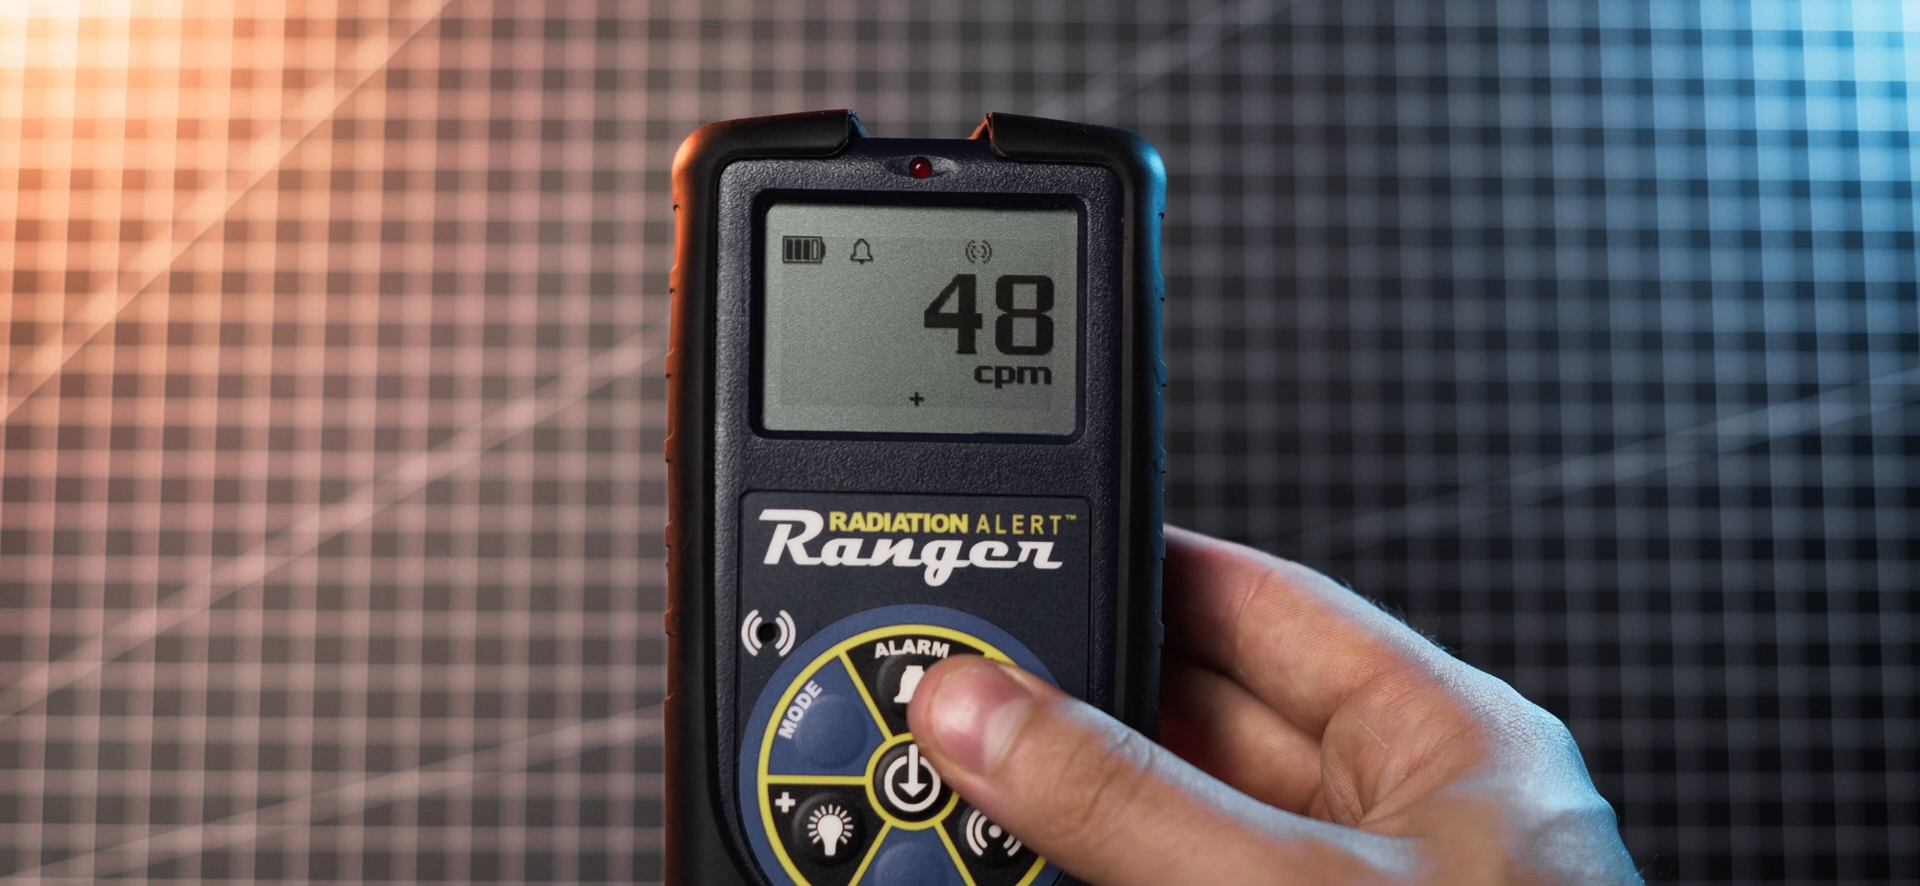 48
cpm
+
RADIATION ALERT™
Ranger
ALARM
MODE
+